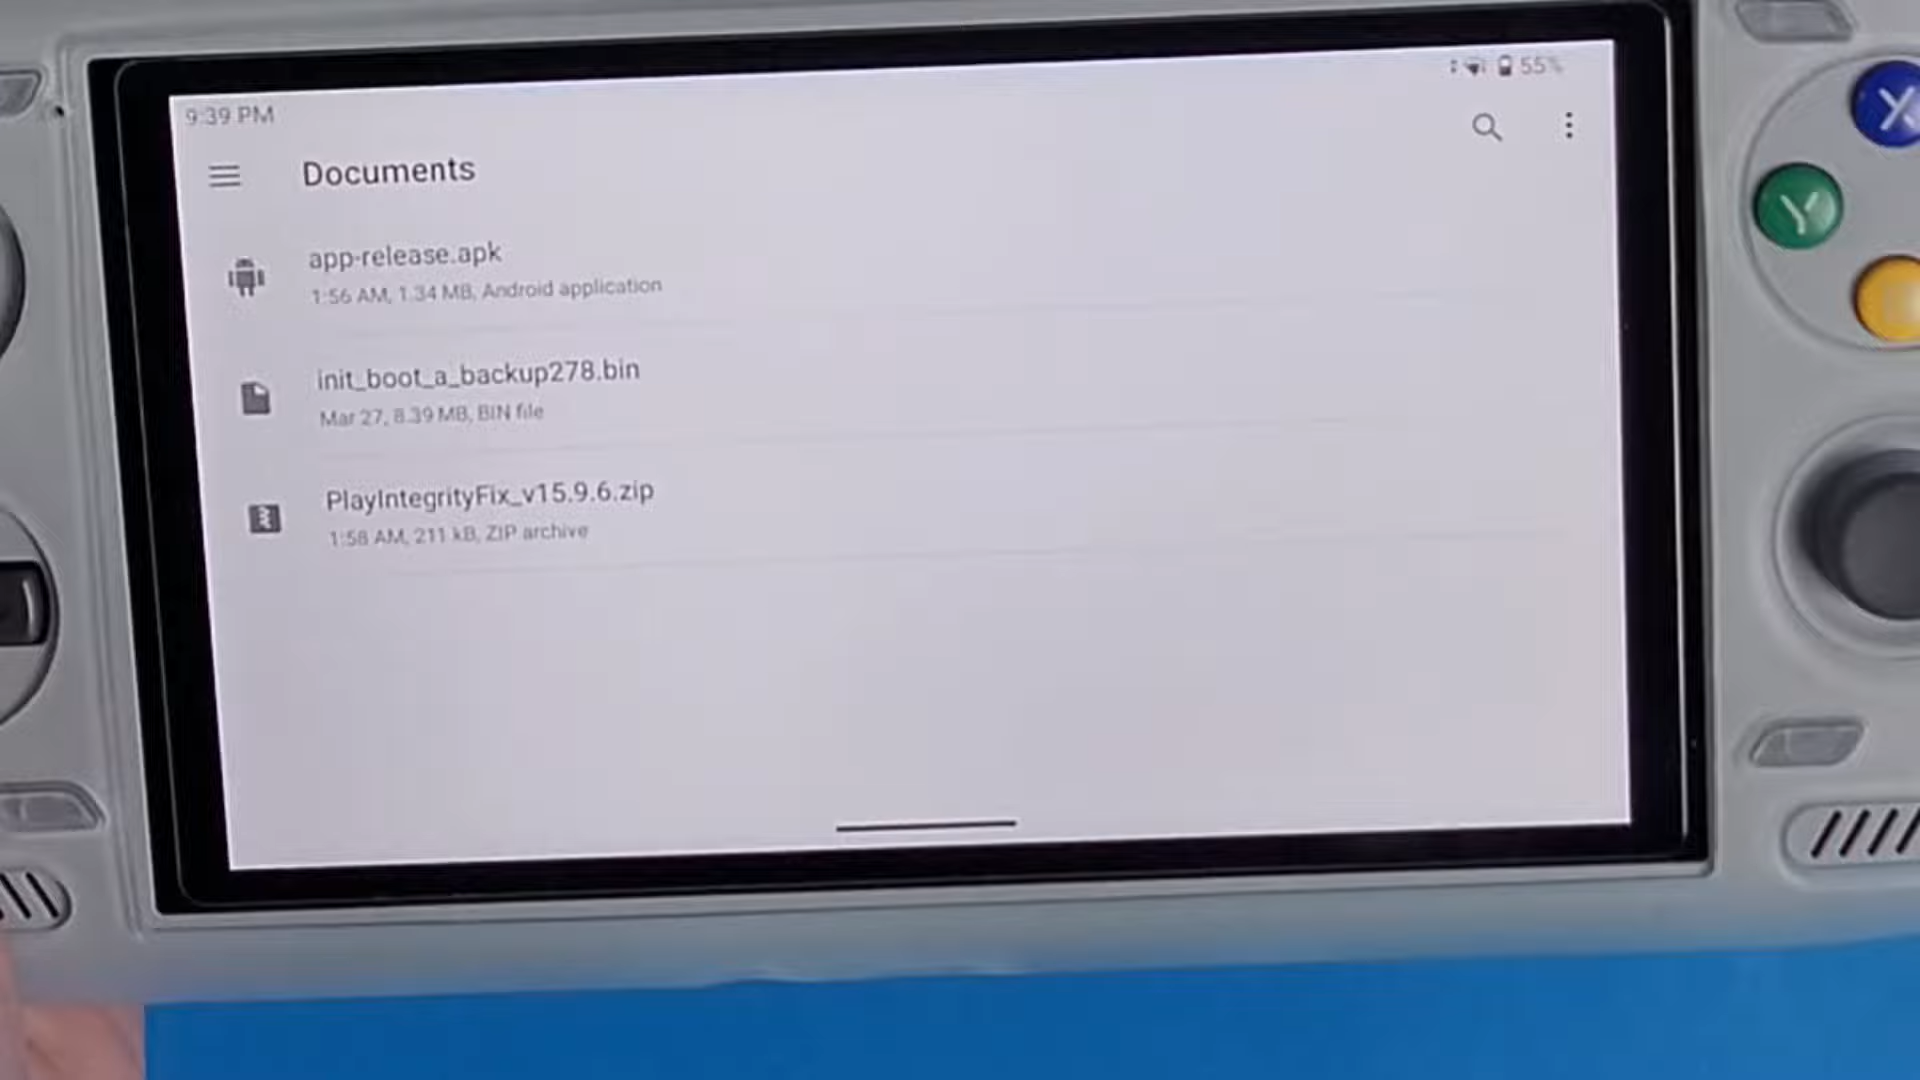 9:39 PM
55%
Documents
app-release.apk
1:56 AM, 1.34 MB, Android application
init_boot_a_backup278.bin
Mar 27, 8.39 MB, BIN file
PlayIntegrityFix_v15.9.6.zip
1:58 AM, 211 kB, ZIP archive
X
Y